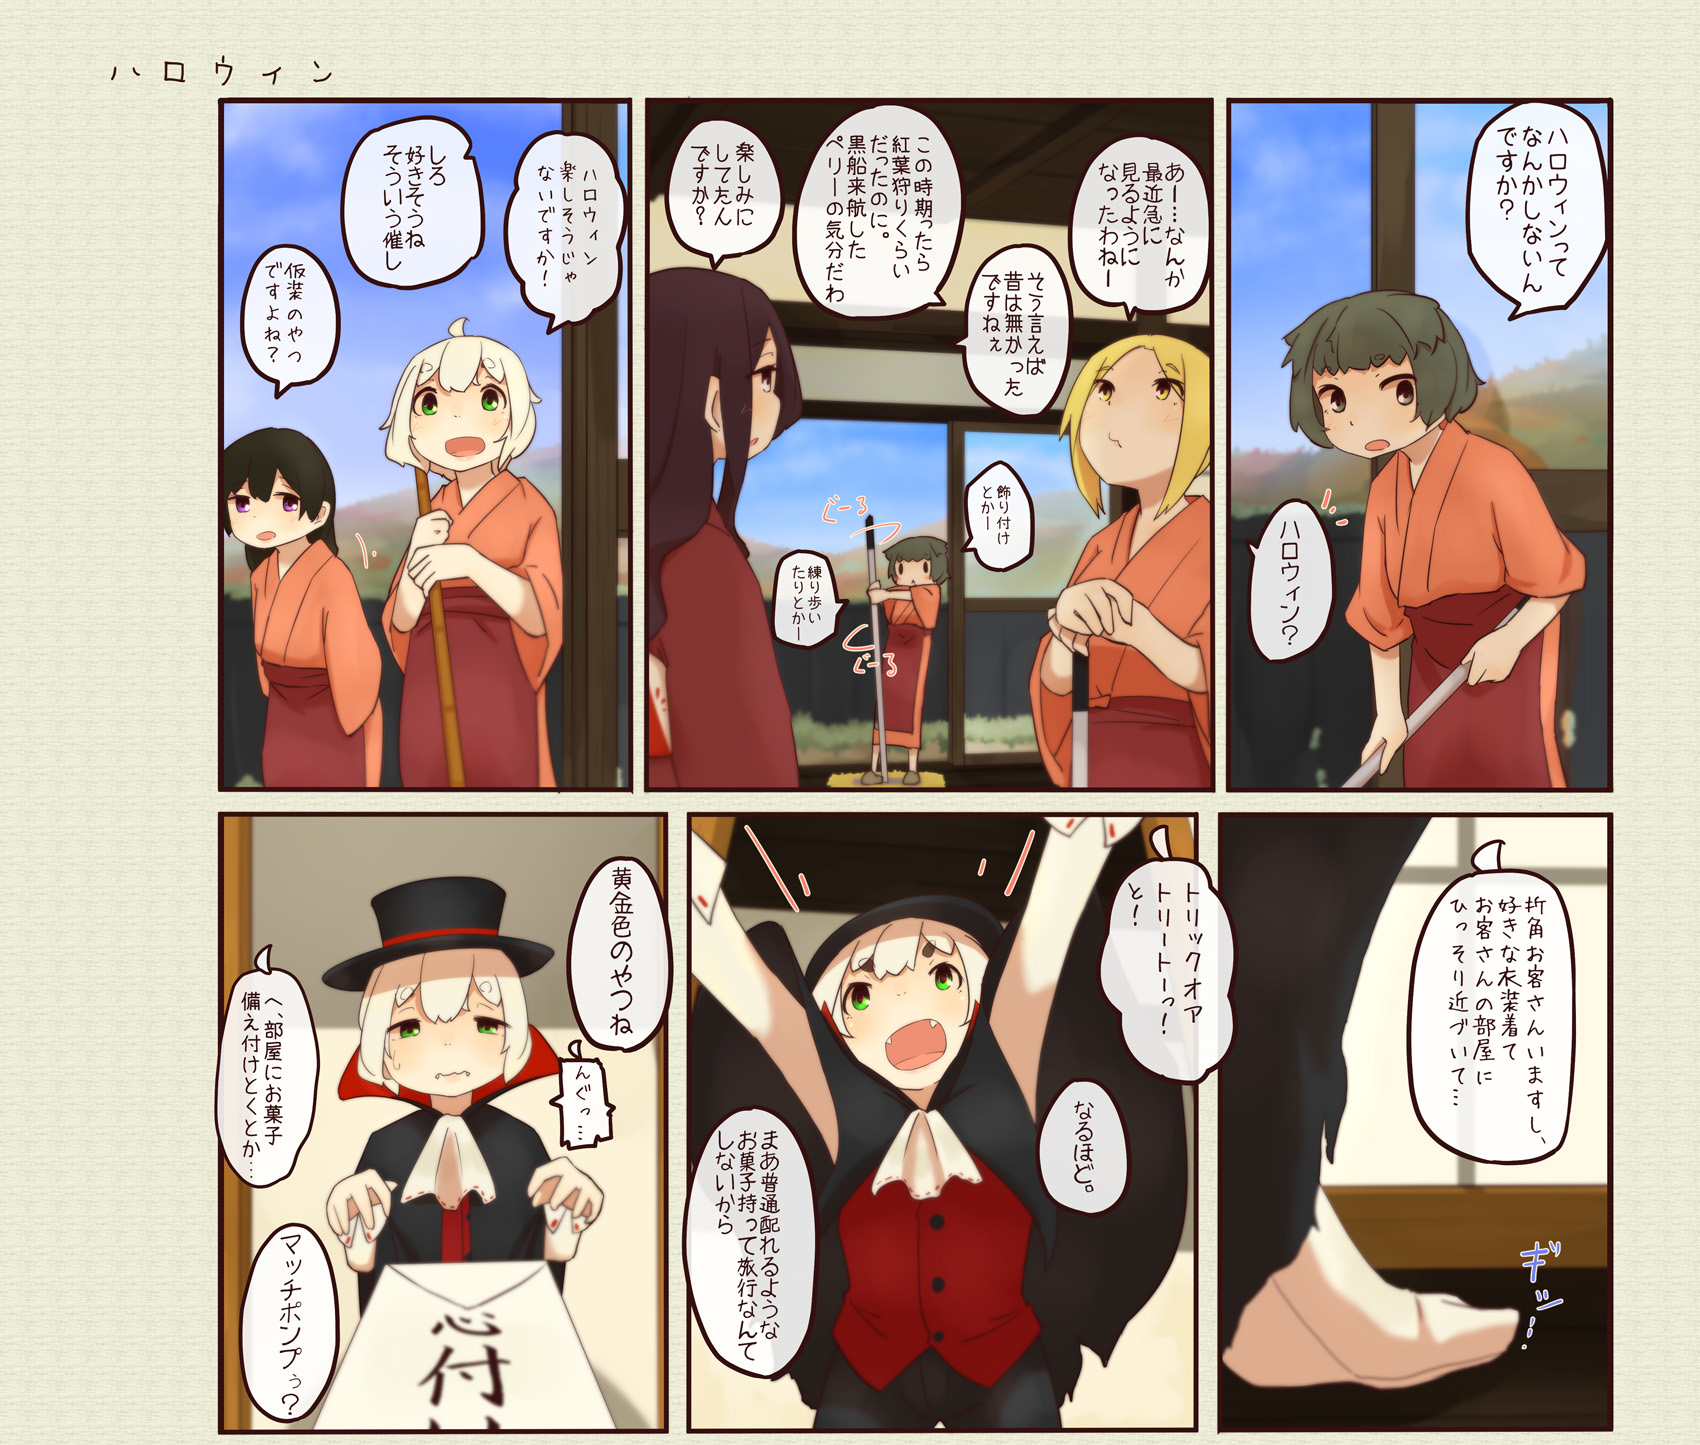 ハロウィン
ハロウィンって
なんかしないん
ですか？
ハロウィン？
あー…なんか
最近急に
見るように
なったわねー
そう言えば
昔は無かった
ですねぇ
この時期ったら
紅葉狩りくらい
だったのに。
黒船来航した
ペリーの気分だわ
飾り付け
とかー
練り歩い
たりとかー
ぐーる
ぐーる
楽しみに
してたん
ですか？
ハロウィン
楽しそうじゃ
ないですか！
しろ
好きそうね
そういう催し
仮装のやつ
ですよね？
折角お客さんいますし、
好きな衣装着て
お客さんの部屋に
ひっそり近づいて…
ギシ…
トリックオア
トリートーっ！
と！
なるほど。
まあ普通配れるような
お菓子持って旅行なんて
しないから
黄金色のやつね
んぐっ…
へ、部屋にお菓子
備え付けとくとか…
マッチポンプぅ？
心付け